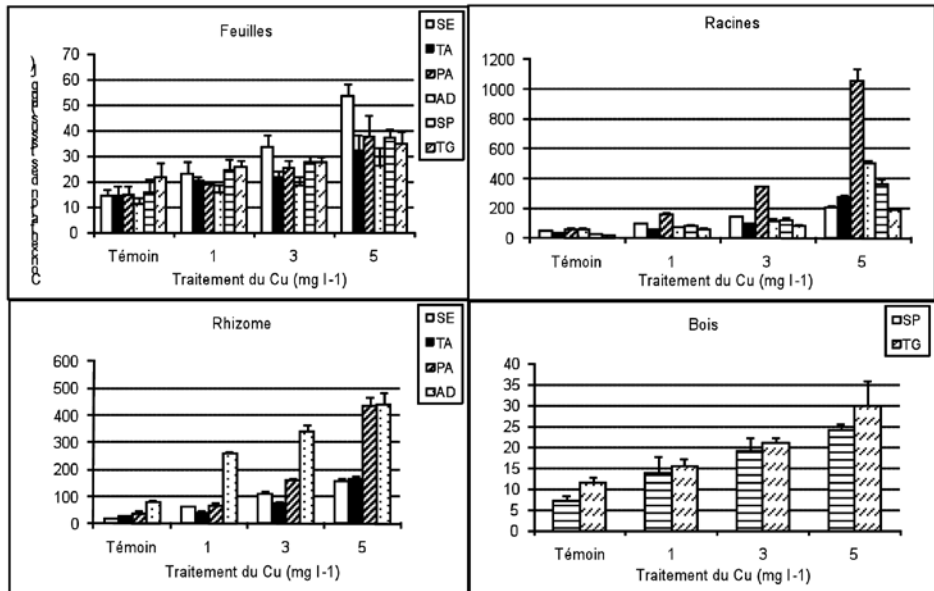 Feuilles
SE
TA
PA
AD
SP
TG
70
60
50
40
30
20
10
0
Témoin 1 3 5
Traitement du Cu (mg l-1)
Racines
1200
1000
800
600
400
200
0
Témoin 1 3 5
Traitement du Cu (mg l-1)
Rhizome
SE
TA
PA
AD
600
500
400
300
200
100
0
Témoin 1 3 5
Traitement du Cu (mg l-1)
Bois
SP
TG
40
35
30
25
20
15
10
5
0
Témoin 1 3 5
Traitement du Cu (mg l-1)